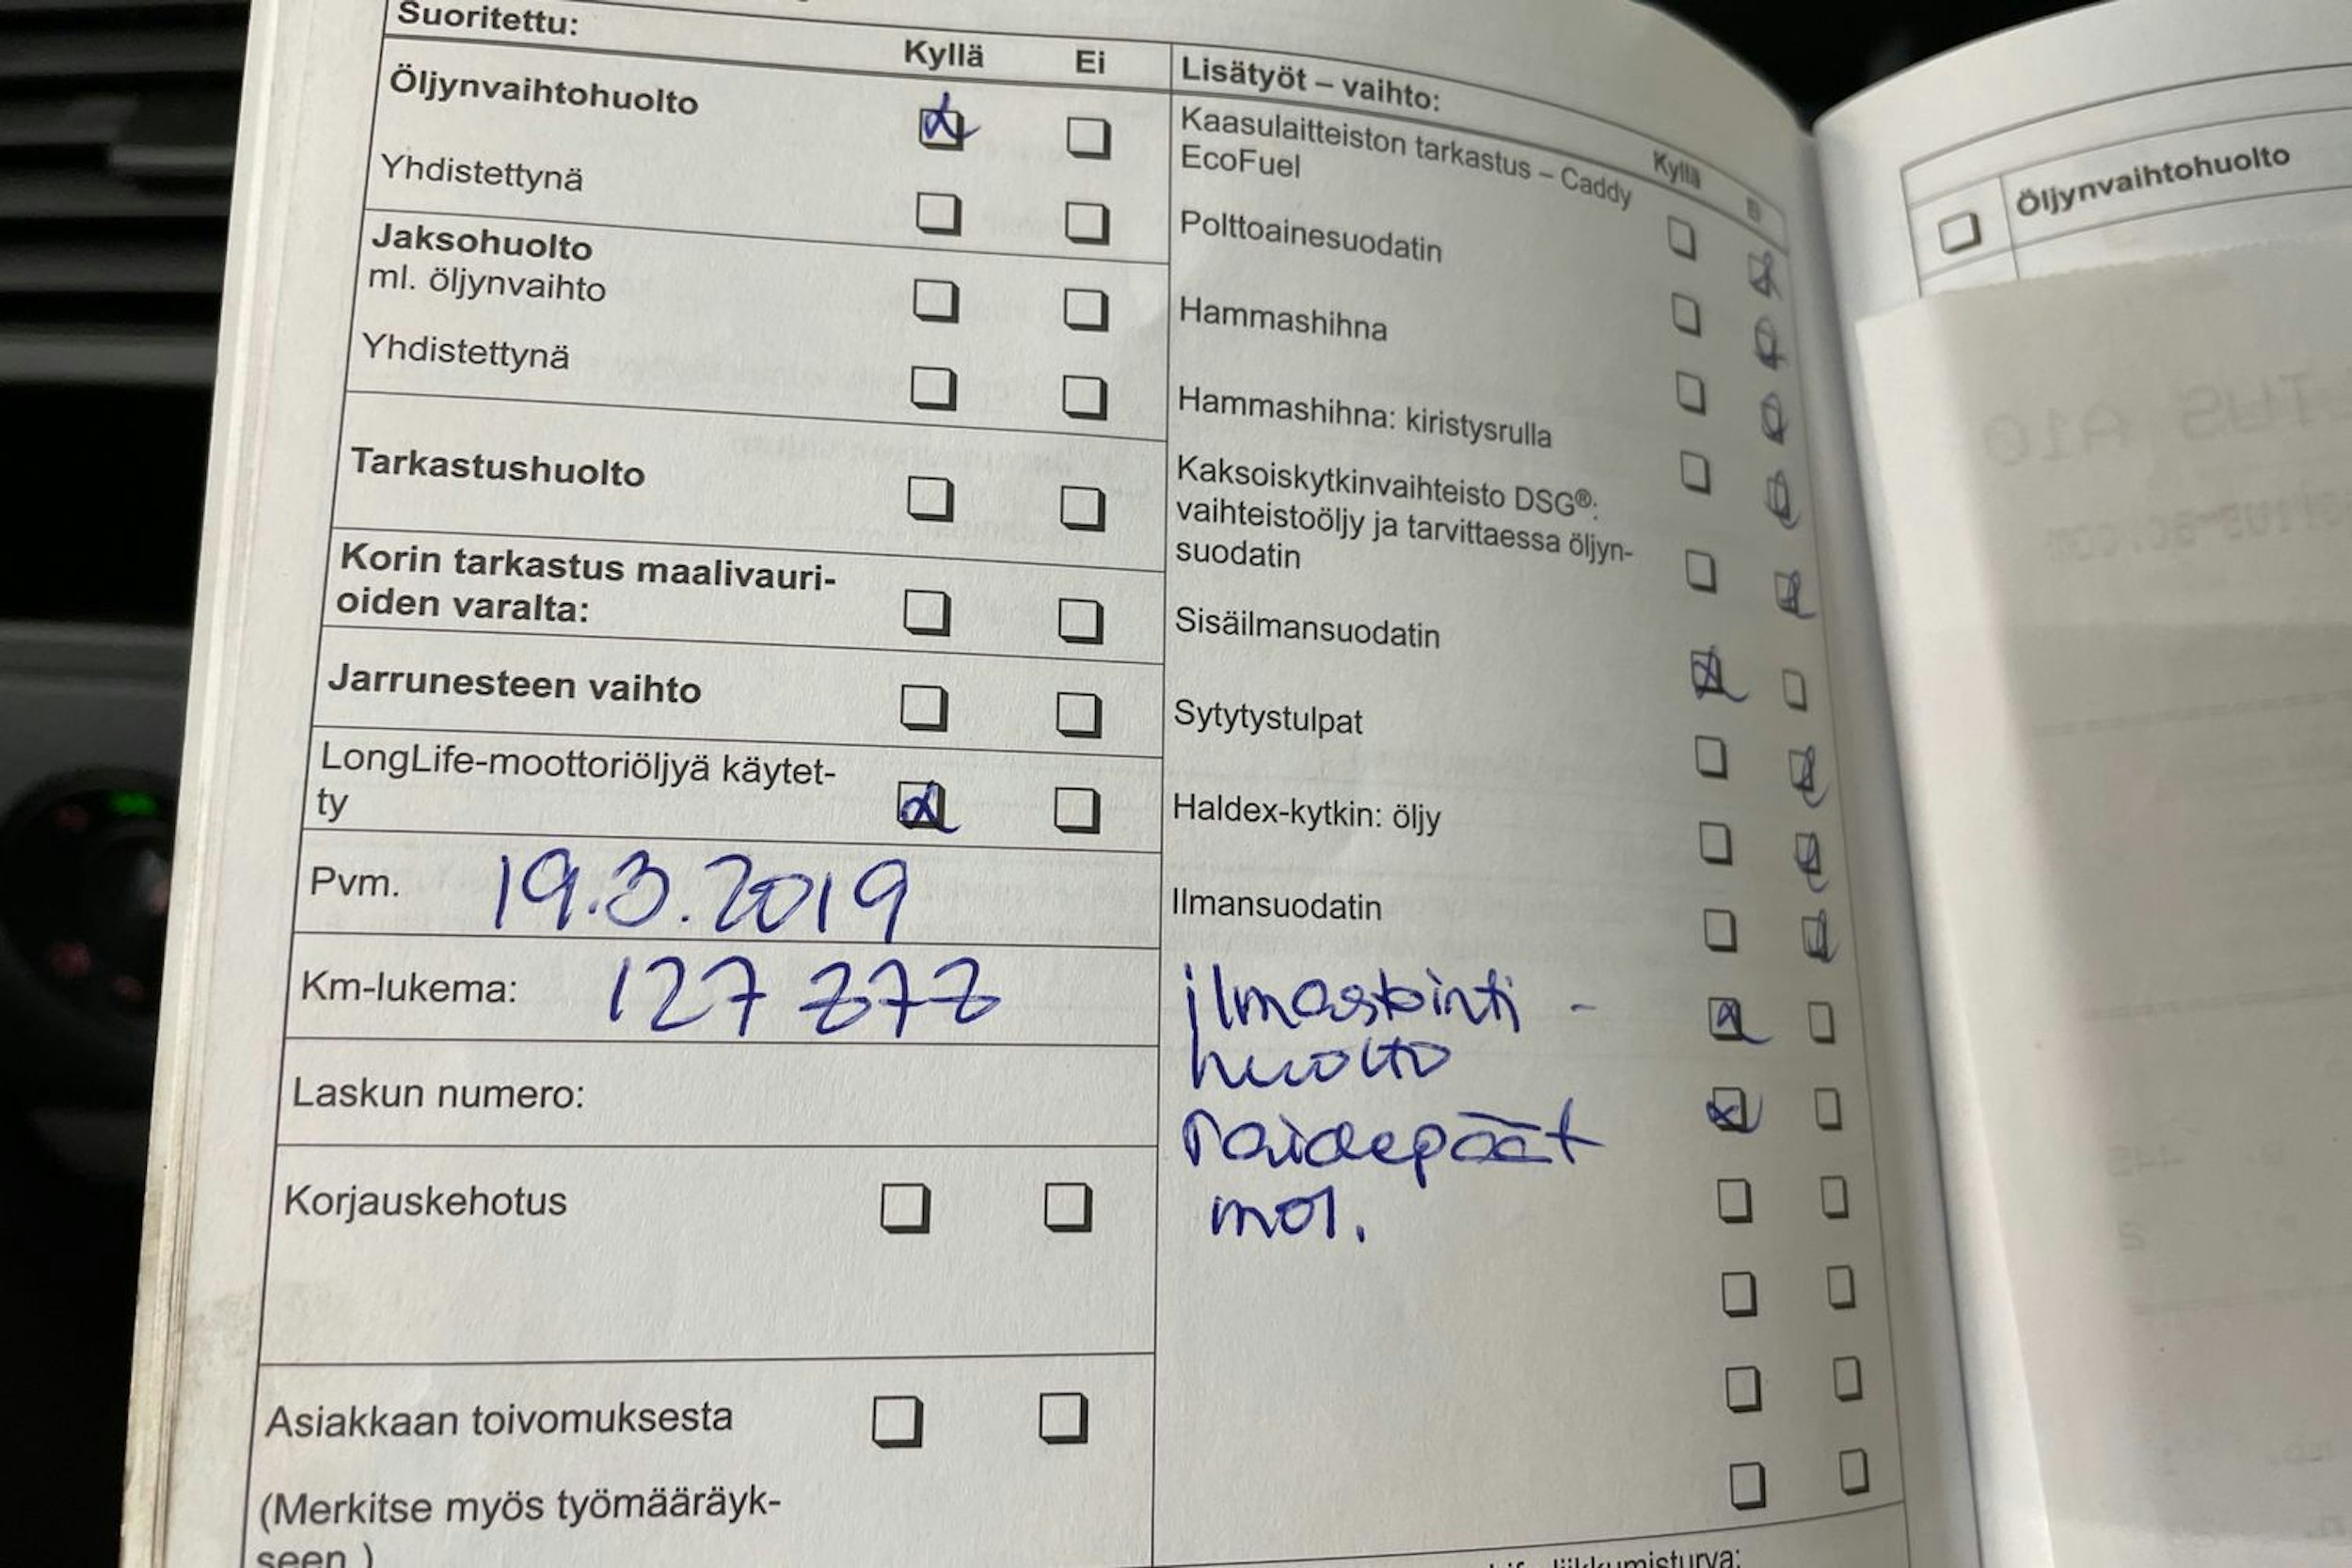 Suoritettu:
Kyllä Ei
Öljynvaihtohuolto
Yhdistettynä
Jaksohuolto
ml. öljynvaihto
Yhdistettynä
Tarkastushuolto
Korin tarkastus maalivauri-
oiden varalta:
Jarrunesteen vaihto
LongLife-moottoriöljyä käytet-
ty
Pvm. 19.3.2019
Km-lukema:
Laskun numero:
Korjauskehotus
Asiakkaan toivomuksesta
(Merkitse myös työmääräyk-
seen.)
Lisätyöt – vaihto:
Kyllä Ei
Kaasulaitteiston tarkastus – Caddy
EcoFuel
Polttoainesuodatin
Hammashihna
Hammashihna: kiristysrulla
Kaksoiskytkinvaihteisto DSG®:
vaihteistoöljy ja tarvittaessa öljyn-
suodatin
Sisäilmansuodatin
Sytytystulpat
Haldex-kytkin: öljy
Ilmansuodatin
ilmastointi -
huolto
raidepäät
mol.
liikkumisturva:
Öljynvaihtohuolto